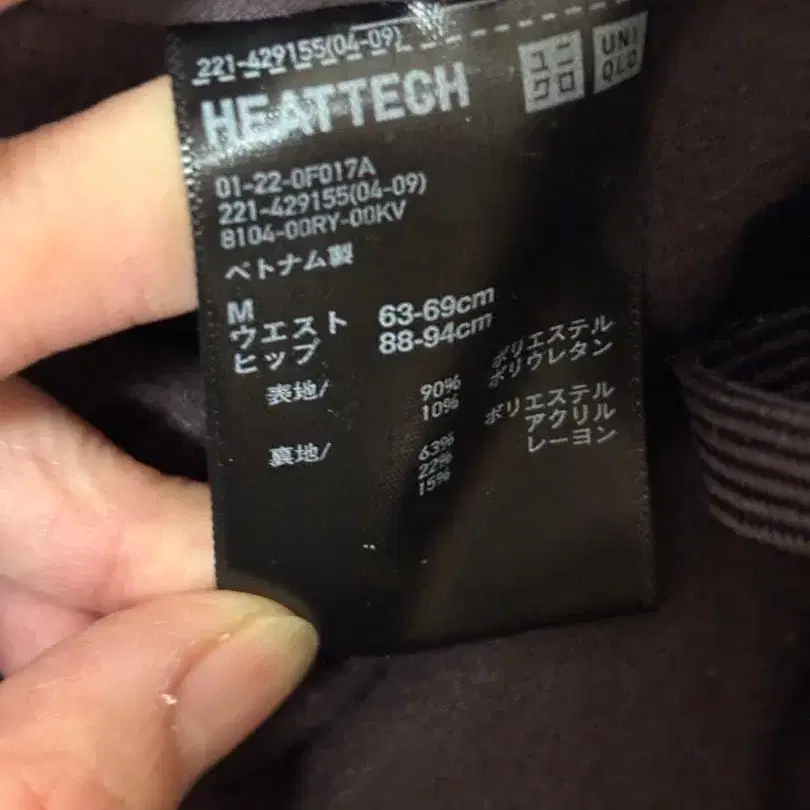 221-429155(04-09)
HEATTECH
ユニ
クロ
UNI
QLO
01-22-0F017A
221-429155(04-09)
8104-00RY-00KV
ベトナム製
M
ウエスト 63-69cm
ヒップ 88-94cm
表地/ 90% ポリエステル
10% ポリウレタン
裏地/ 63% ポリエステル
22% アクリル
15% レーヨン